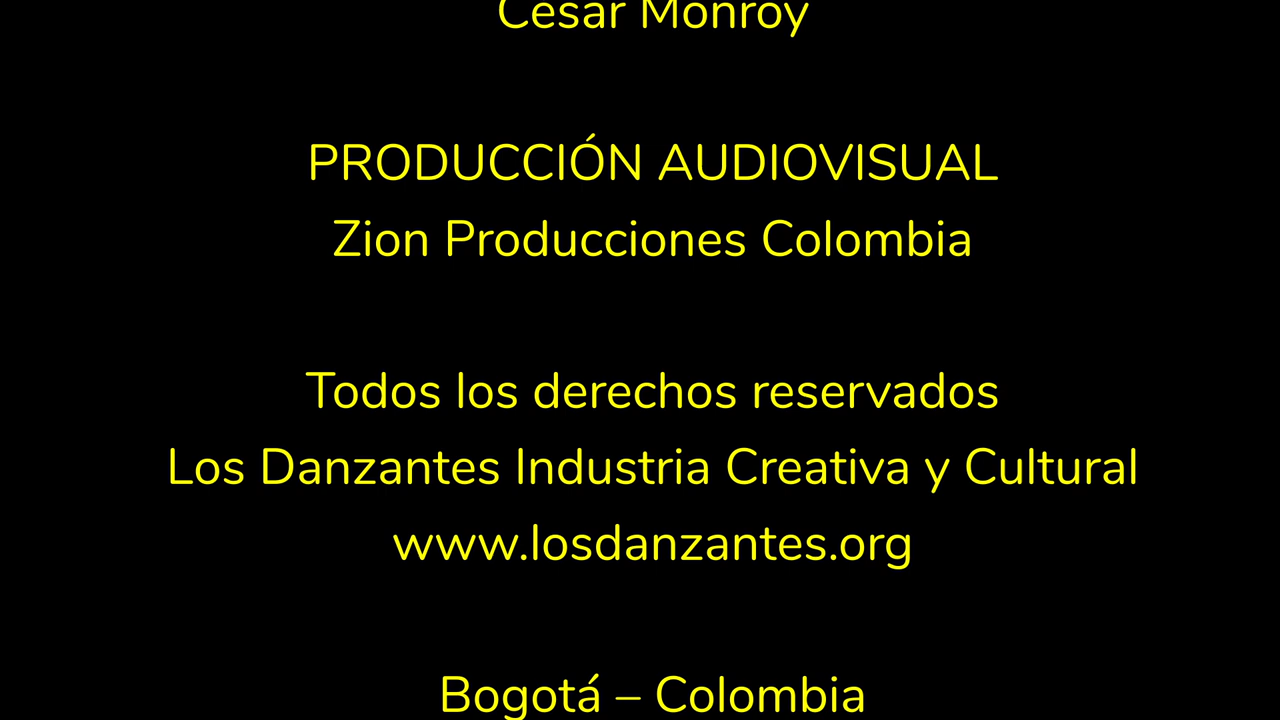 Cesar Monroy
PRODUCCIÓN AUDIOVISUAL
Zion Producciones Colombia
Todos los derechos reservados
Los Danzantes Industria Creativa y Cultural
www.losdanzantes.org
Bogotá – Colombia